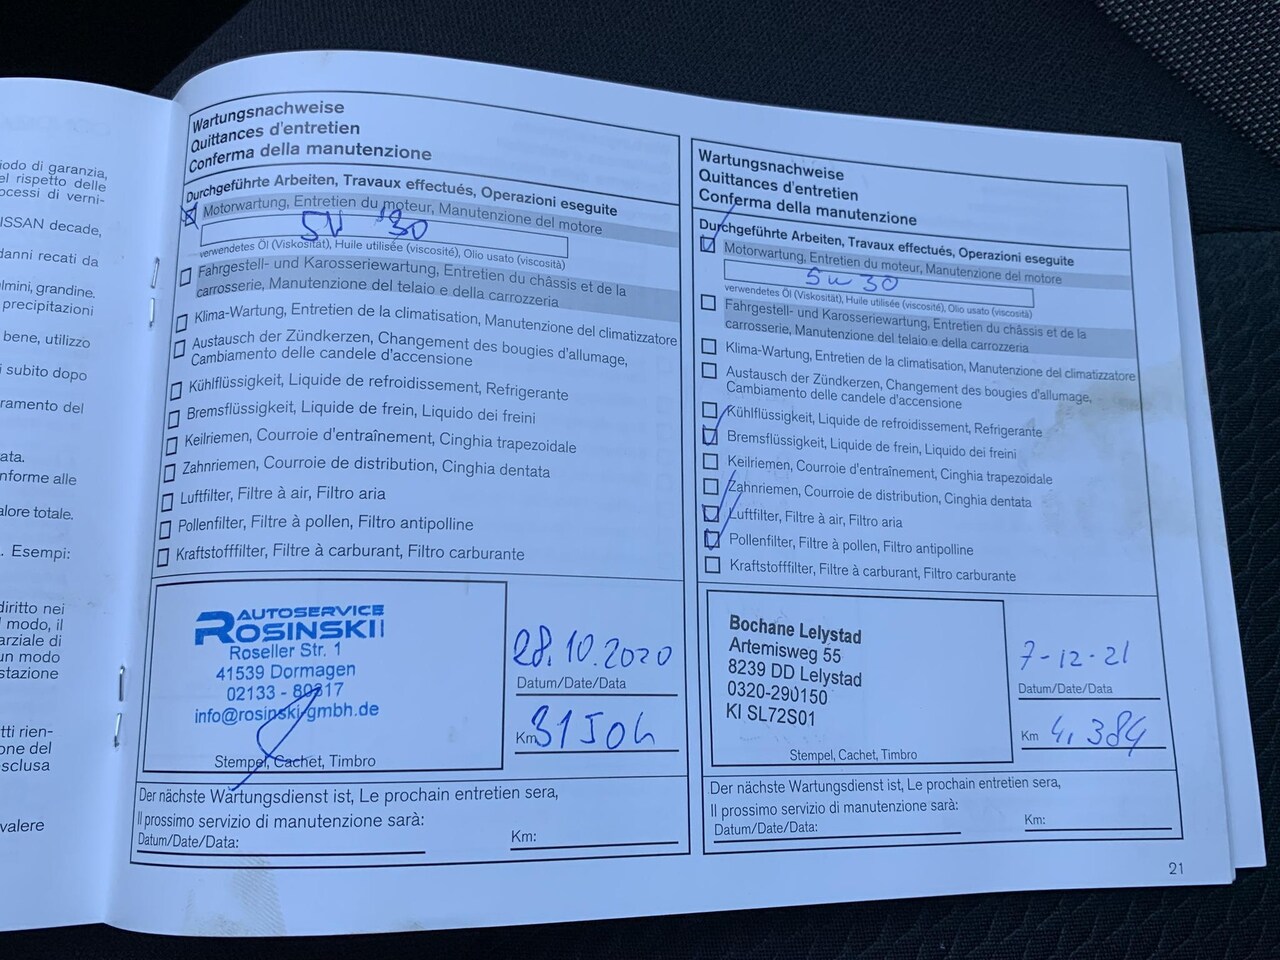 iodo di garanzia,
el rispetto delle
ocessi di verni-
ISSAN decade,
danni recati da
lmini, grandine.
precipitazioni
bene, utilizzo
i subito dopo
ramento del
ata.
nforme alle
alore totale.
. Esempi:
diritto nei
l modo, il
arziale di
un modo
stazione
tti rien-
one del
sclusa
valere
Wartungsnachweise
Quittances d'entretien
Conferma della manutenzione
Durchgeführte Arbeiten, Travaux effectués, Operazioni eseguite
Motorwartung, Entretien du moteur, Manutenzione del motore
5W 30
verwendetes Öl (Viskosität), Huile utilisée (viscosité), Olio usato (viscosità)
Fahrgestell- und Karosseriewartung, Entretien du châssis et de la
carrosserie, Manutenzione del telaio e della carrozzeria
Klima-Wartung, Entretien de la climatisation, Manutenzione del climatizzatore
Austausch der Zündkerzen, Changement des bougies d'allumage,
Cambiamento delle candele d'accensione
Kühlflüssigkeit, Liquide de refroidissement, Refrigerante
Bremsflüssigkeit, Liquide de frein, Liquido dei freini
Keilriemen, Courroie d'entraînement, Cinghia trapezoidale
Zahnriemen, Courroie de distribution, Cinghia dentata
Luftfilter, Filtre à air, Filtro aria
Pollenfilter, Filtre à pollen, Filtro antipolline
Kraftstofffilter, Filtre à carburant, Filtro carburante
AUTOSERVICE
ROSINSKI
Roseller Str. 1
41539 Dormagen
02133 - 80317
info@rosinski-gmbh.de
Stempel, Cachet, Timbro
28.10.2020
Datum/Date/Data
Km 31504
Der nächste Wartungsdienst ist, Le prochain entretien sera,
Il prossimo servizio di manutenzione sarà:
Datum/Date/Data:
Km:
Wartungsnachweise
Quittances d'entretien
Conferma della manutenzione
Durchgeführte Arbeiten, Travaux effectués, Operazioni eseguite
Motorwartung, Entretien du moteur, Manutenzione del motore
5w 30
verwendetes Öl (Viskosität), Huile utilisée (viscosité), Olio usato (viscosità)
Fahrgestell- und Karosseriewartung, Entretien du châssis et de la
carrosserie, Manutenzione del telaio e della carrozzeria
Klima-Wartung, Entretien de la climatisation, Manutenzione del climatizzatore
Austausch der Zündkerzen, Changement des bougies d'allumage,
Cambiamento delle candele d'accensione
Kühlflüssigkeit, Liquide de refroidissement, Refrigerante
Bremsflüssigkeit, Liquide de frein, Liquido dei freini
Keilriemen, Courroie d'entraînement, Cinghia trapezoidale
Zahnriemen, Courroie de distribution, Cinghia dentata
Luftfilter, Filtre à air, Filtro aria
Pollenfilter, Filtre à pollen, Filtro antipolline
Kraftstofffilter, Filtre à carburant, Filtro carburante
Bochane Lelystad
Artemisweg 55
8239 DD Lelystad
0320-290150
KI SL72S01
Stempel, Cachet, Timbro
7-12-21
Datum/Date/Data
Km 41.384
Der nächste Wartungsdienst ist, Le prochain entretien sera,
Il prossimo servizio di manutenzione sarà:
Datum/Date/Data:
Km:
21